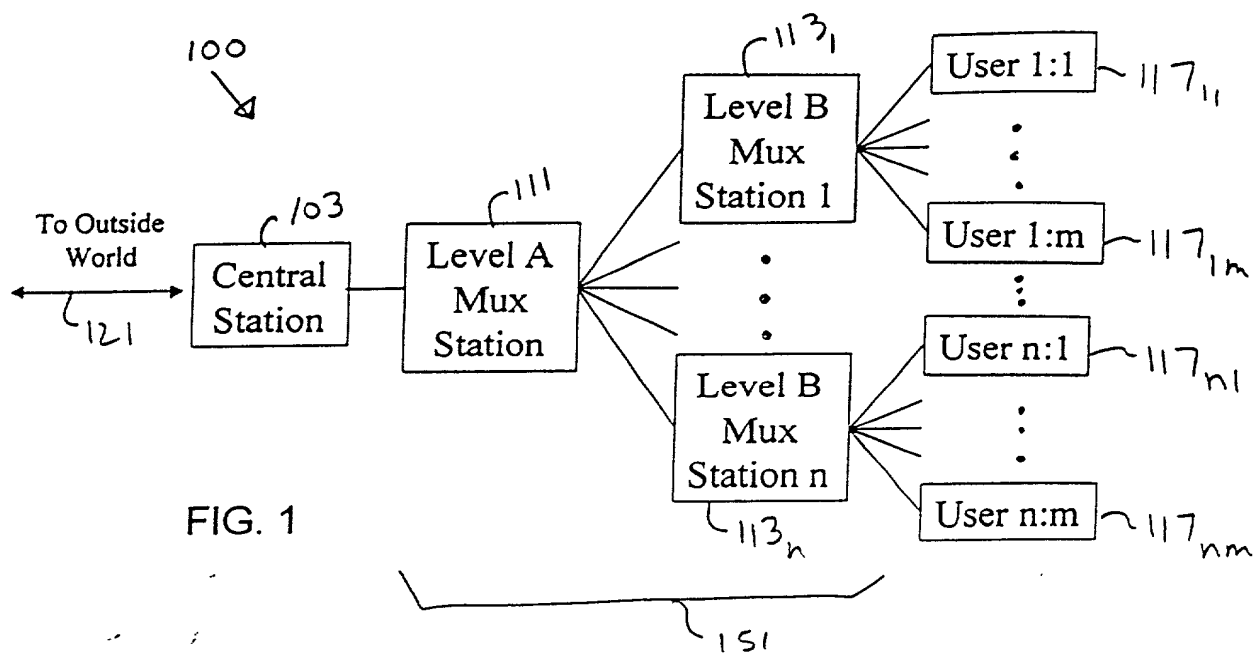 100
To Outside
World
121
103
Central
Station
111
Level A
Mux
Station
113₁
Level B
Mux
Station 1
Level B
Mux
Station n
113ₙ
User 1:1
117₁₁
User 1:m
117₁ₘ
User n:1
117ₙ₁
User n:m
117ₙₘ
FIG. 1
151